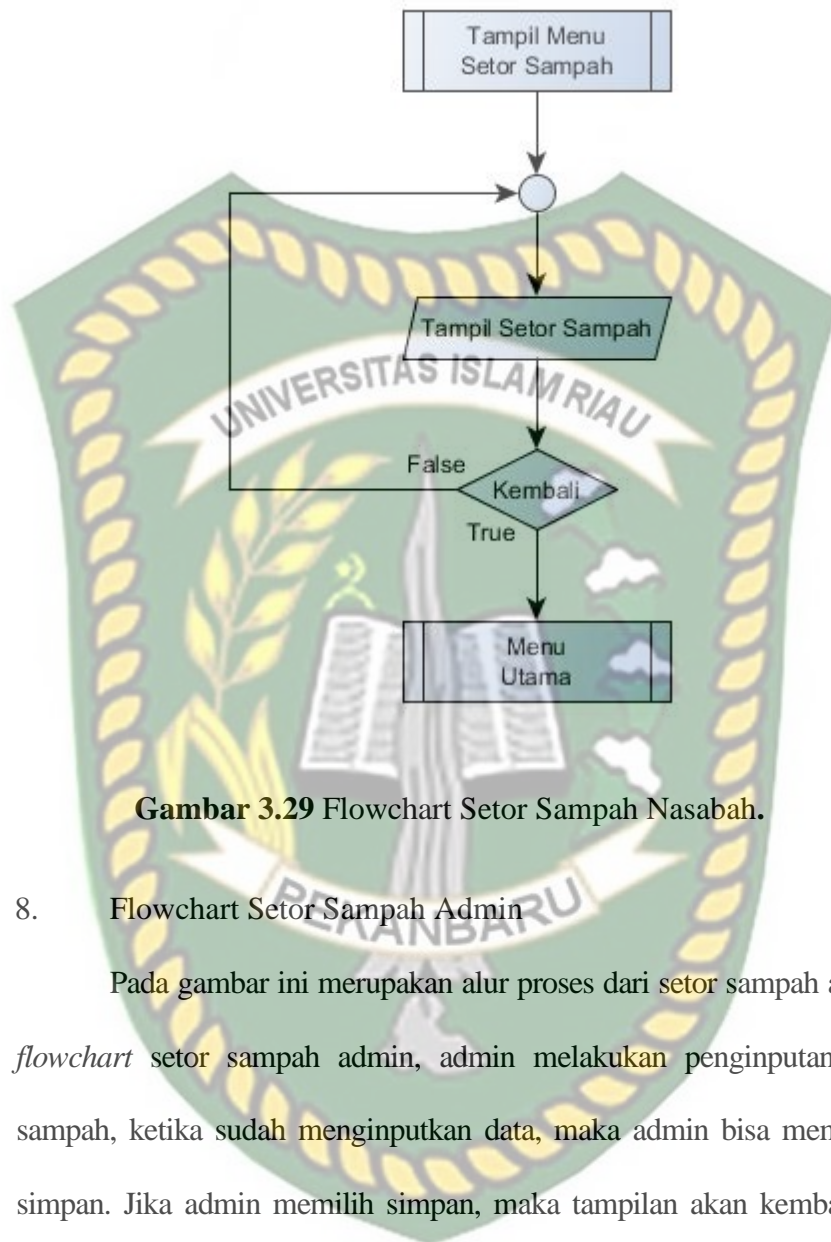 Tampil Menu
Setor Sampah
Tampil Setor Sampah
UNIVERSITAS ISLAM RIAU
False
Kembali
True
Menu
Utama
Gambar 3.29 Flowchart Setor Sampah Nasabah.
PEKANBARU
8. Flowchart Setor Sampah Admin
Pada gambar ini merupakan alur proses dari setor sampah a
flowchart setor sampah admin, admin melakukan penginputan
sampah, ketika sudah menginputkan data, maka admin bisa mem
simpan. Jika admin memilih simpan, maka tampilan akan kemba